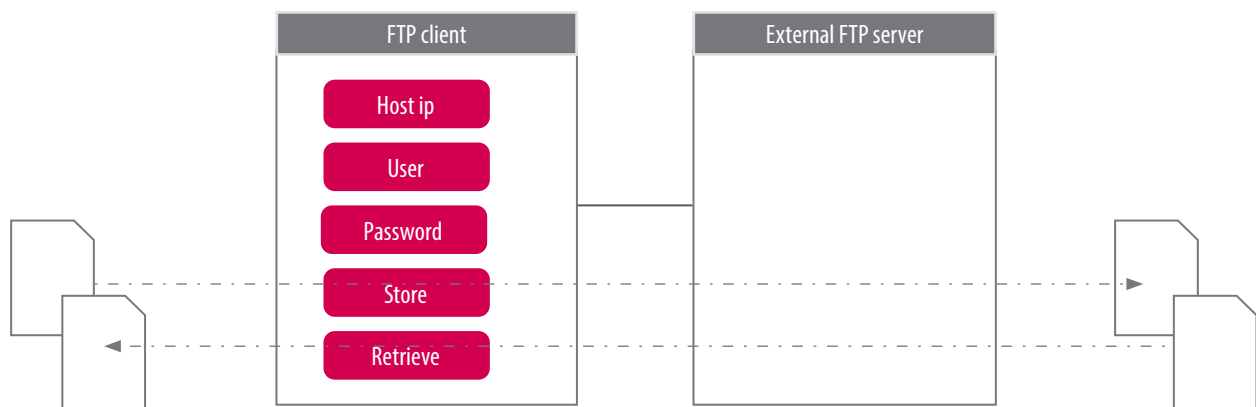 FTP client
External FTP server
Host ip
User
Password
Store
Retrieve